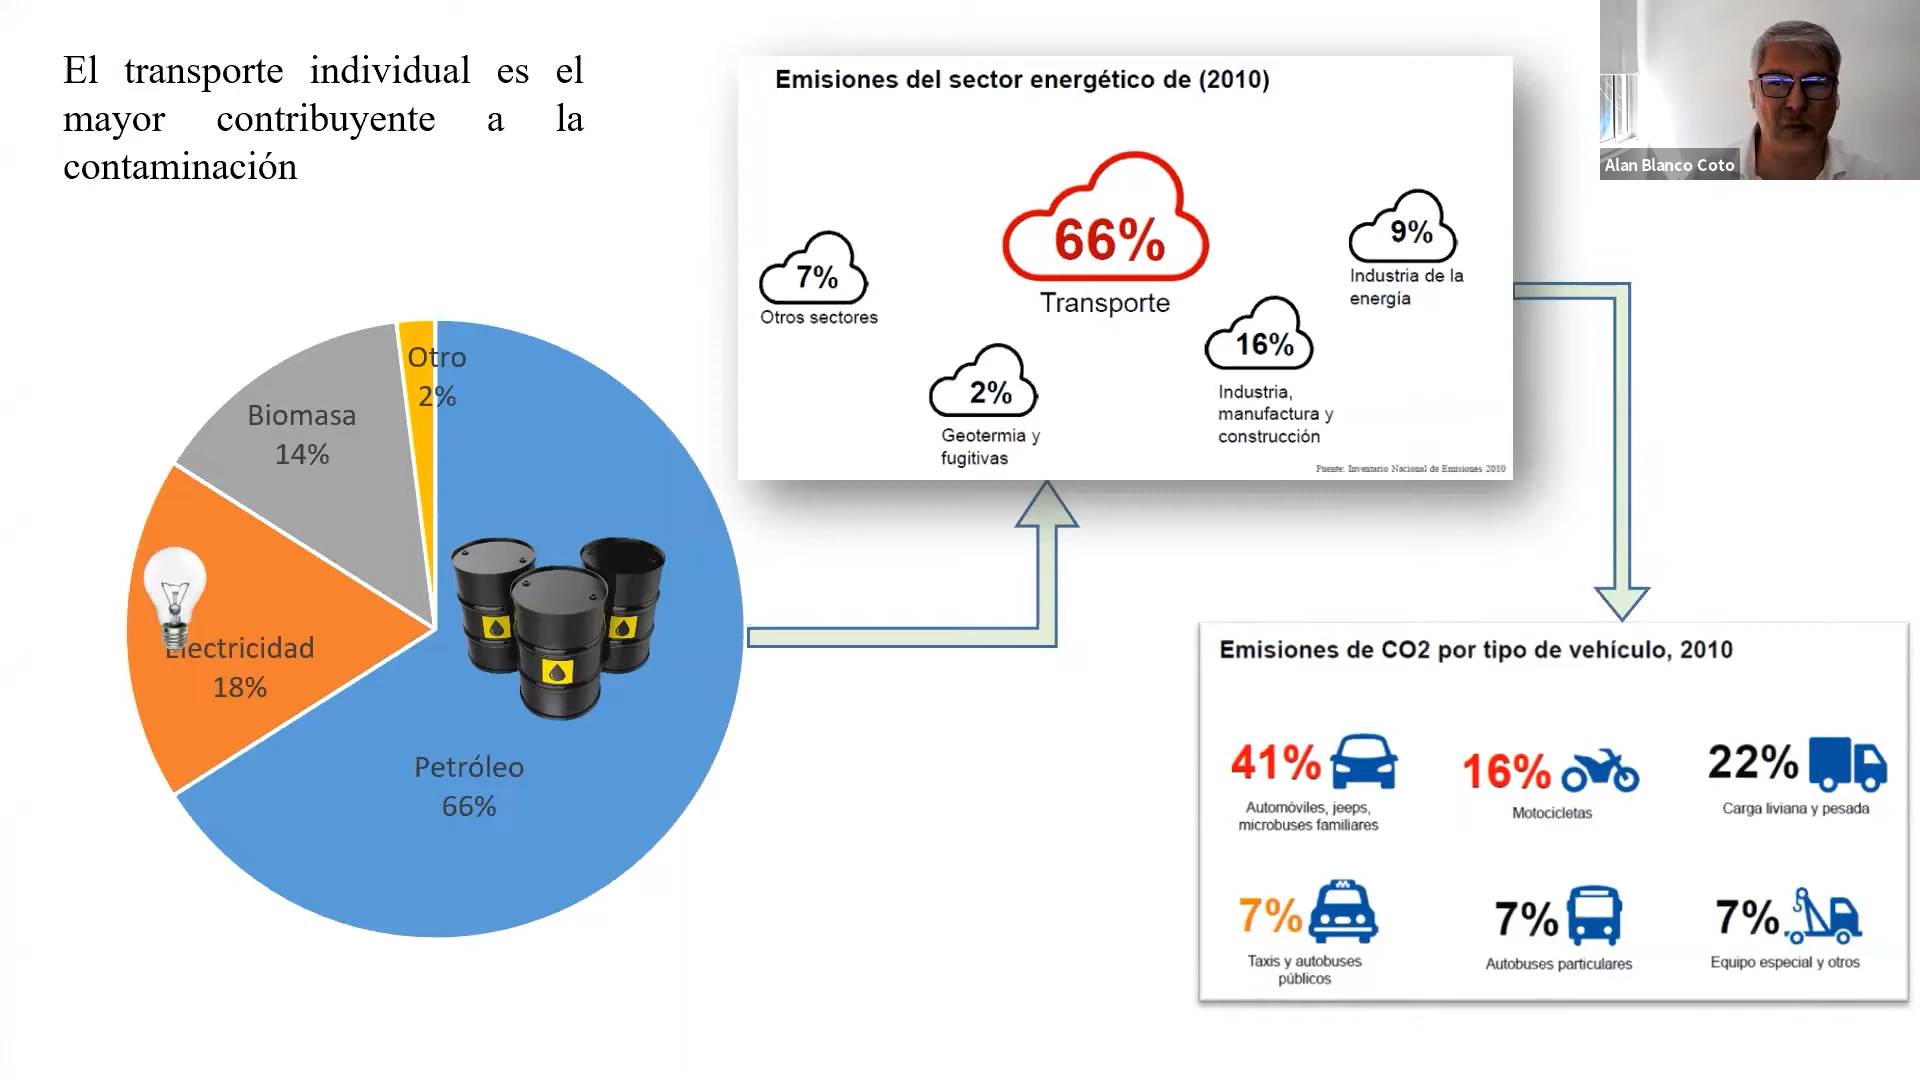 El transporte individual es el
mayor contribuyente a la
contaminación
Otro
2%
Biomasa
14%
Electricidad
18%
Petróleo
66%
Emisiones del sector energético de (2010)
66%
Transporte
7%
Otros sectores
9%
Industria de la
energía
2%
Geotermia y
fugitivas
16%
Industria,
manufactura y
construcción
Fuente: Inventario Nacional de Emisiones 2010
Alan Blanco Coto
Emisiones de CO2 por tipo de vehículo, 2010
41%
Automóviles, jeeps,
microbuses familiares
16%
Motocicletas
22%
Carga liviana y pesada
7%
Taxis y autobuses
públicos
7%
Autobuses particulares
7%
Equipo especial y otros